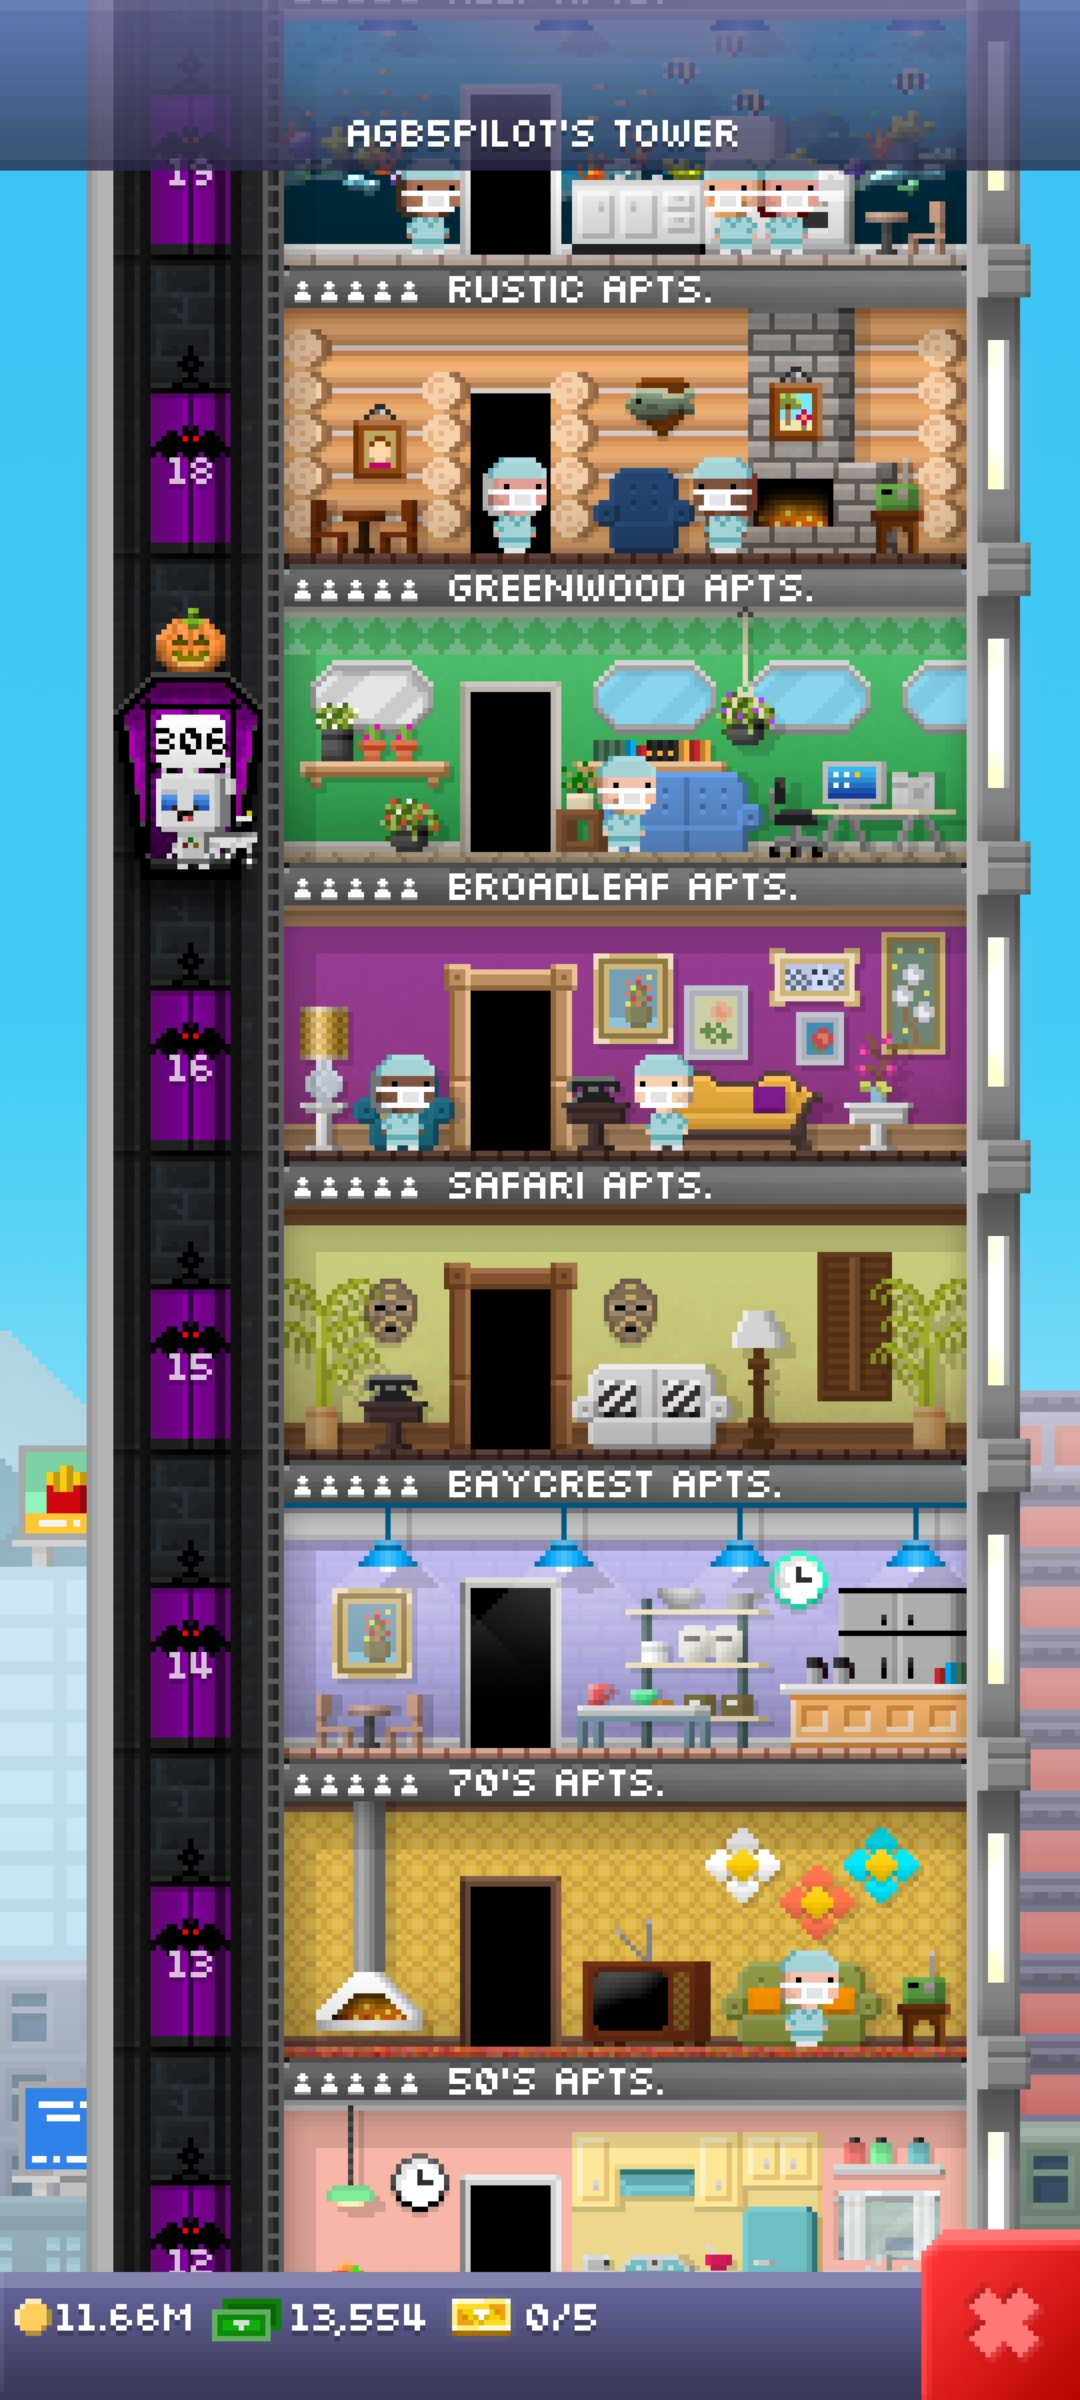 AGB5PILOT'S TOWER
19
RUSTIC APTS.
18
GREENWOOD APTS.
306
BROADLEAF APTS.
16
SAFARI APTS.
15
BAYCREST APTS.
14
70'S APTS.
13
50'S APTS.
12
11.66M 13,554 0/5